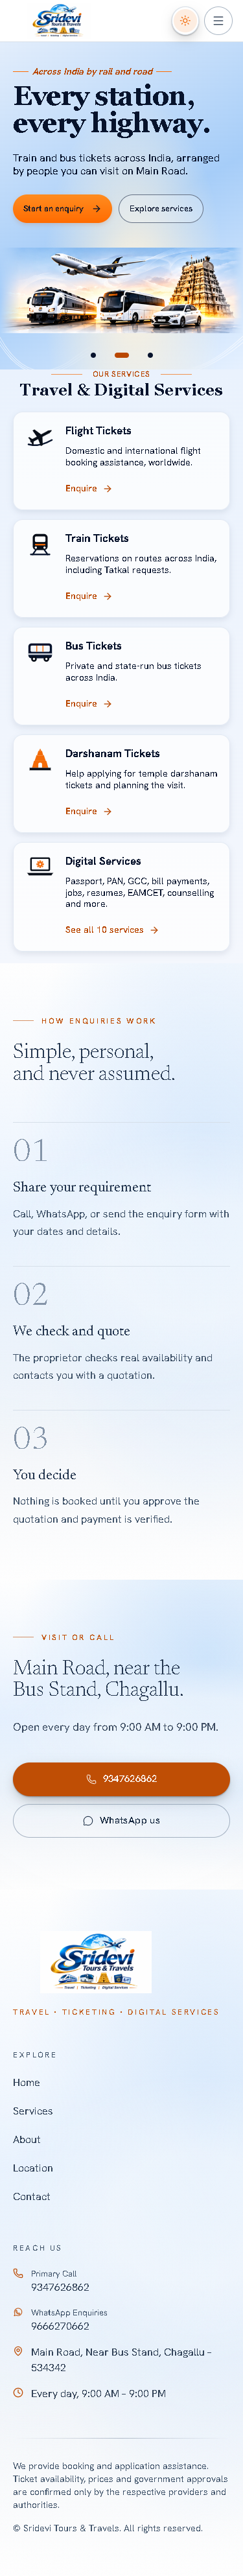 Sridevi
Tours & Travels
Travel | Ticketing | Digital Services
Across India by rail and road
Every station,
every highway.
Train and bus tickets across India, arranged
by people you can visit on Main Road.
Start an enquiry
Explore services
OUR SERVICES
Travel & Digital Services
Flight Tickets
Domestic and international flight
booking assistance, worldwide.
Enquire
Train Tickets
Reservations on routes across India,
including Tatkal requests.
Enquire
Bus Tickets
Private and state-run bus tickets
across India.
Enquire
Darshanam Tickets
Help applying for temple darshanam
tickets and planning the visit.
Enquire
Digital Services
Passport, PAN, GCC, bill payments,
jobs, resumes, EAMCET, counselling
and more.
See all 10 services
HOW ENQUIRIES WORK
Simple, personal,
and never assumed.
01
Share your requirement
Call, WhatsApp, or send the enquiry form with
your dates and details.
02
We check and quote
The proprietor checks real availability and
contacts you with a quotation.
03
You decide
Nothing is booked until you approve the
quotation and payment is verified.
VISIT OR CALL
Main Road, near the
Bus Stand, Chagallu.
Open every day from 9:00 AM to 9:00 PM.
9347626862
WhatsApp us
Sridevi
Tours & Travels
Travel | Ticketing | Digital Services
TRAVEL • TICKETING • DIGITAL SERVICES
EXPLORE
Home
Services
About
Location
Contact
REACH US
Primary Call
9347626862
WhatsApp Enquiries
9666270662
Main Road, Near Bus Stand, Chagallu –
534342
Every day, 9:00 AM – 9:00 PM
We provide booking and application assistance.
Ticket availability, prices and government approvals
are confirmed only by the respective providers and
authorities.
© Sridevi Tours & Travels. All rights reserved.